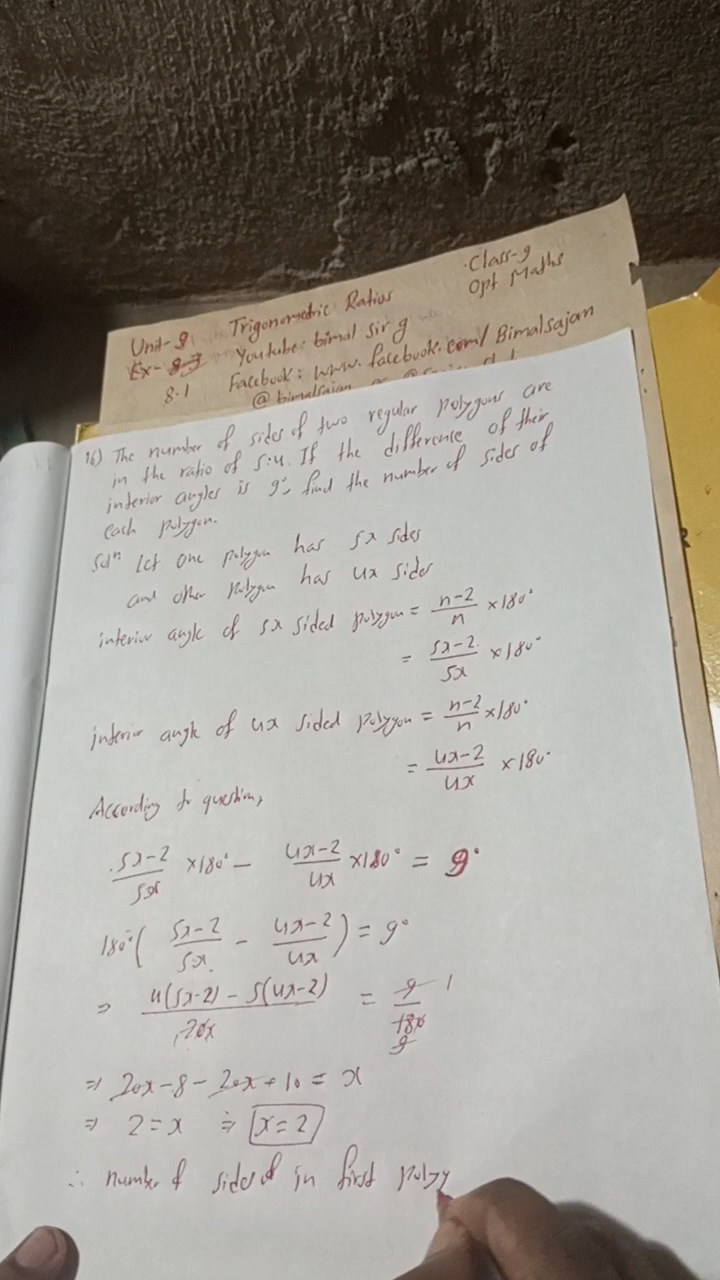 Class-9
Opt Maths
Unit-8 Trigonometric Ratios
Ex- Youtube: bimal sir g
8.1 Facebook: www.facebook.com/Bimalsajan
16) The number of sides of two regular polygons are
in the ratio of 5:4. If the difference of their
interior angles is 9°, find the number of sides of
each polygon.
Solⁿ Let one polygon has 5x sides
and other polygon has 4x sides
interior angle of 5x sided polygon = n-2/n ×180°
= 5x-2/5x ×180°
interior angle of 4x sided polygon = n-2/n ×180°
= 4x-2/4x ×180°
According to question,
5x-2/5x ×180° - 4x-2/4x ×180° = 9°
180°( 5x-2/5x - 4x-2/4x ) = 9°
⇒ 4(5x-2) - 5(4x-2)/20x = 9/180
⇒ 20x-8-20x+10 = x
⇒ 2=x ⇒ x=2
∴ number of sides of in first polyg